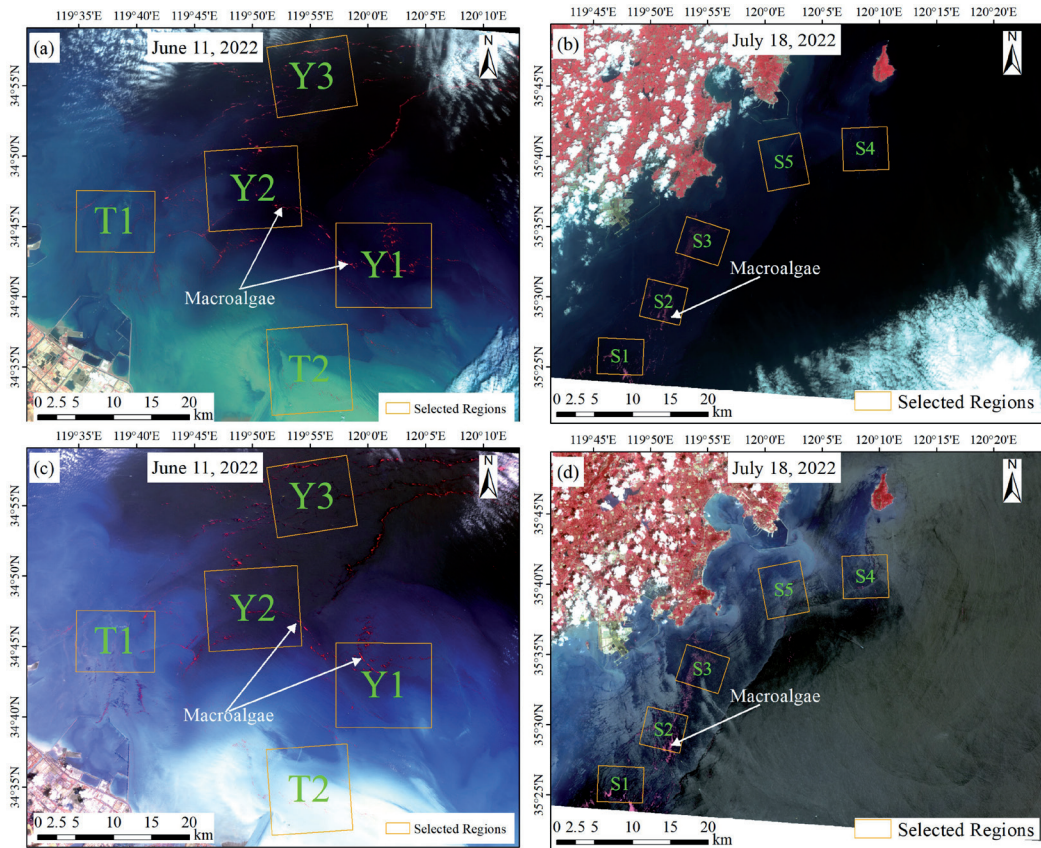 119°35'E 119°40'E 119°45'E 119°50'E 119°55'E 120°0'E 120°5'E 120°10'E
(a) June 11, 2022 N
34°55'N 34°50'N 34°45'N 34°40'N 34°35'N
Y3
Y2
T1
Y1
Macroalgae
T2
0 2.5 5 10 15 20
km
Selected Regions
119°45'E 119°50'E 119°55'E 120°0'E 120°5'E 120°10'E 120°15'E 120°20'E
(b) July 18, 2022 N
35°45'N 35°40'N 35°35'N 35°30'N 35°25'N
S5 S4
S3
Macroalgae
S2
S1
0 2.5 5 10 15 20
km
Selected Regions
119°35'E 119°40'E 119°45'E 119°50'E 119°55'E 120°0'E 120°5'E 120°10'E
(c) June 11, 2022 N
34°55'N 34°50'N 34°45'N 34°40'N 34°35'N
Y3
Y2
T1
Y1
Macroalgae
T2
0 2.5 5 10 15 20
km
Selected Regions
119°45'E 119°50'E 119°55'E 120°0'E 120°5'E 120°10'E 120°15'E 120°20'E
(d) July 18, 2022 N
35°45'N 35°40'N 35°35'N 35°30'N 35°25'N
S5 S4
S3
Macroalgae
S2
S1
0 2.5 5 10 15 20
km
Selected Regions